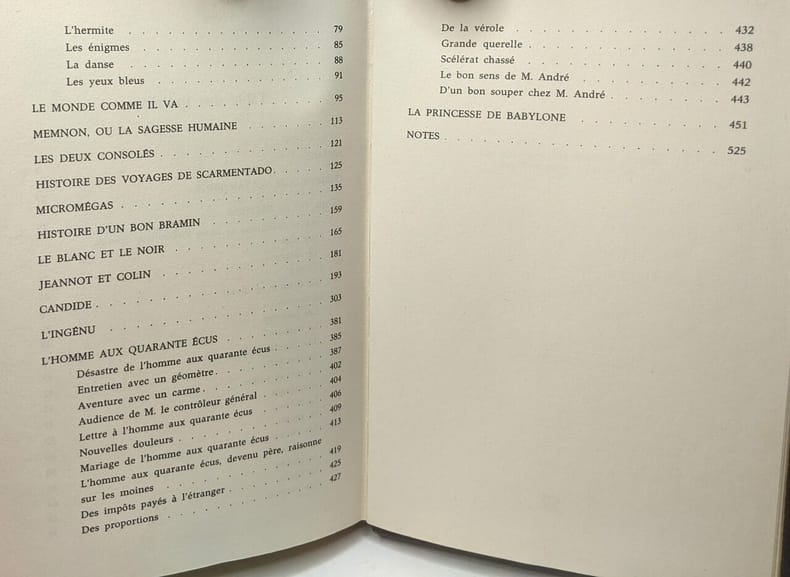 L'hermite . . . . . . . . . . . . 79
Les énigmes . . . . . . . . . . . 85
La danse . . . . . . . . . . . . 88
Les yeux bleus . . . . . . . . . . 91
LE MONDE COMME IL VA . . . . . . . . . . 95
MEMNON, OU LA SAGESSE HUMAINE . . . . . . 113
LES DEUX CONSOLÉS . . . . . . . . . . . 121
HISTOIRE DES VOYAGES DE SCARMENTADO. . . . . 125
MICROMÉGAS . . . . . . . . . . . . . 135
HISTOIRE D'UN BON BRAMIN . . . . . . . . 159
LE BLANC ET LE NOIR . . . . . . . . . . 165
JEANNOT ET COLIN . . . . . . . . . . . 181
CANDIDE . . . . . . . . . . . . . . 193
L'INGÉNU . . . . . . . . . . . . . . 303
L'HOMME AUX QUARANTE ÉCUS . . . . . . . . 381
Désastre de l'homme aux quarante écus . . . . 385
Entretien avec un géomètre. . . . . . . . 387
Aventure avec un carme. . . . . . . . . 402
Audience de M. le contrôleur général . . . . 404
Lettre à l'homme aux quarante écus . . . . . 406
Nouvelles douleurs . . . . . . . . . . 409
Mariage de l'homme aux quarante écus . . . . 413
L'homme aux quarante écus, devenu père, raisonne
sur les moines . . . . . . . . . . . 419
Des impôts payés à l'étranger . . . . . . . 425
Des proportions . . . . . . . . . . . 427
De la vérole . . . . . . . . . . . 432
Grande querelle . . . . . . . . . . 438
Scélérat chassé . . . . . . . . . . 440
Le bon sens de M. André . . . . . . . 442
D'un bon souper chez M. André . . . . . . 443
LA PRINCESSE DE BABYLONE . . . . . . . . 451
NOTES . . . . . . . . . . . . . . 525